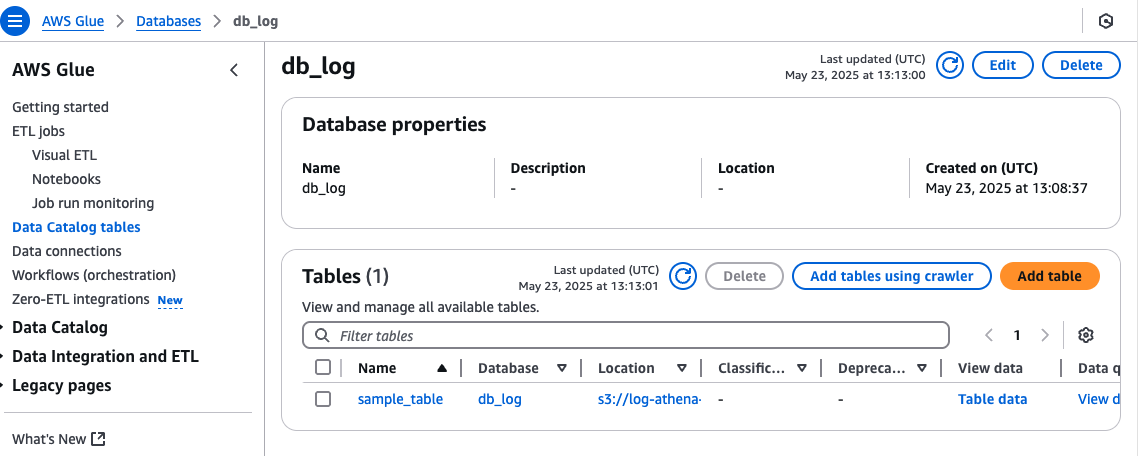 AWS Glue > Databases > db_log
AWS Glue
Getting started
ETL jobs
Visual ETL
Notebooks
Job run monitoring
Data Catalog tables
Data connections
Workflows (orchestration)
Zero-ETL integrations New
Data Catalog
Data Integration and ETL
Legacy pages
What's New
db_log
Last updated (UTC)
May 23, 2025 at 13:13:00
Edit
Delete
Database properties
Name
db_log
Description
-
Location
-
Created on (UTC)
May 23, 2025 at 13:08:37
Tables (1)
Last updated (UTC)
May 23, 2025 at 13:13:01
Delete
Add tables using crawler
Add table
View and manage all available tables.
Filter tables
1
Name Database Location Classific... Depreca... View data Data q
sample_table db_log s3://log-athena- - - Table data View d